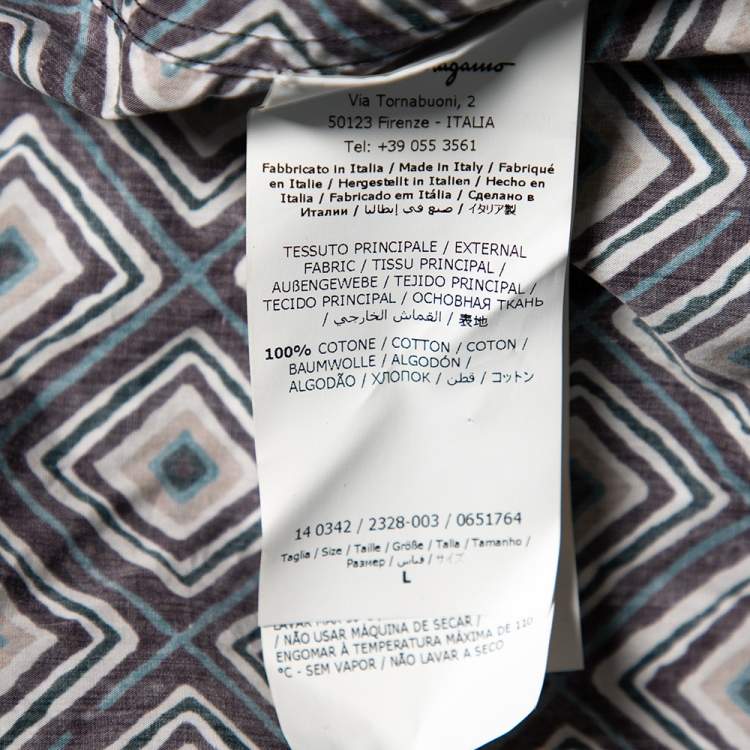 Via Tornabuoni, 2
50123 Firenze - ITALIA
Tel: +39 055 3561
Fabbricato in Italia / Made in Italy / Fabriqué
en Italie / Hergestellt in Italien / Hecho en
Italia / Fabricado em Itália / Сделано в
Италии / صنع في إيطاليا / イタリア製
TESSUTO PRINCIPALE / EXTERNAL
FABRIC / TISSU PRINCIPAL /
AUßENGEWEBE / TEJIDO PRINCIPAL /
TECIDO PRINCIPAL / ОСНОВНАЯ ТКАНЬ
/ القماش الخارجي / 表地
100% COTONE / COTTON / COTON /
BAUMWOLLE / ALGODÓN /
ALGODÃO / ХЛОПОК / قطن / コットン
14 0342 / 2328-003 / 0651764
Taglia / Size / Taille / Größe / Talla / Tamanho /
Размер / قياس / サイズ
L
/ NÃO USAR MÁQUINA DE SECAR /
ENGOMAR À TEMPERATURA MÁXIMA DE 110
°C - SEM VAPOR / NÃO LAVAR A SECO